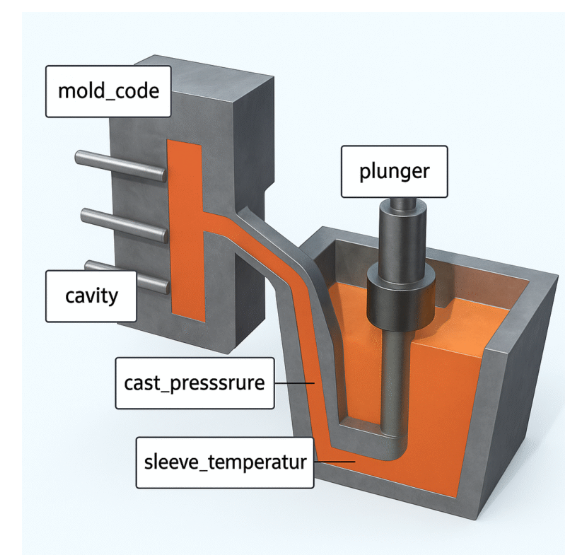 mold_code
plunger
cavity
cast_presssrure
sleeve_temperatur